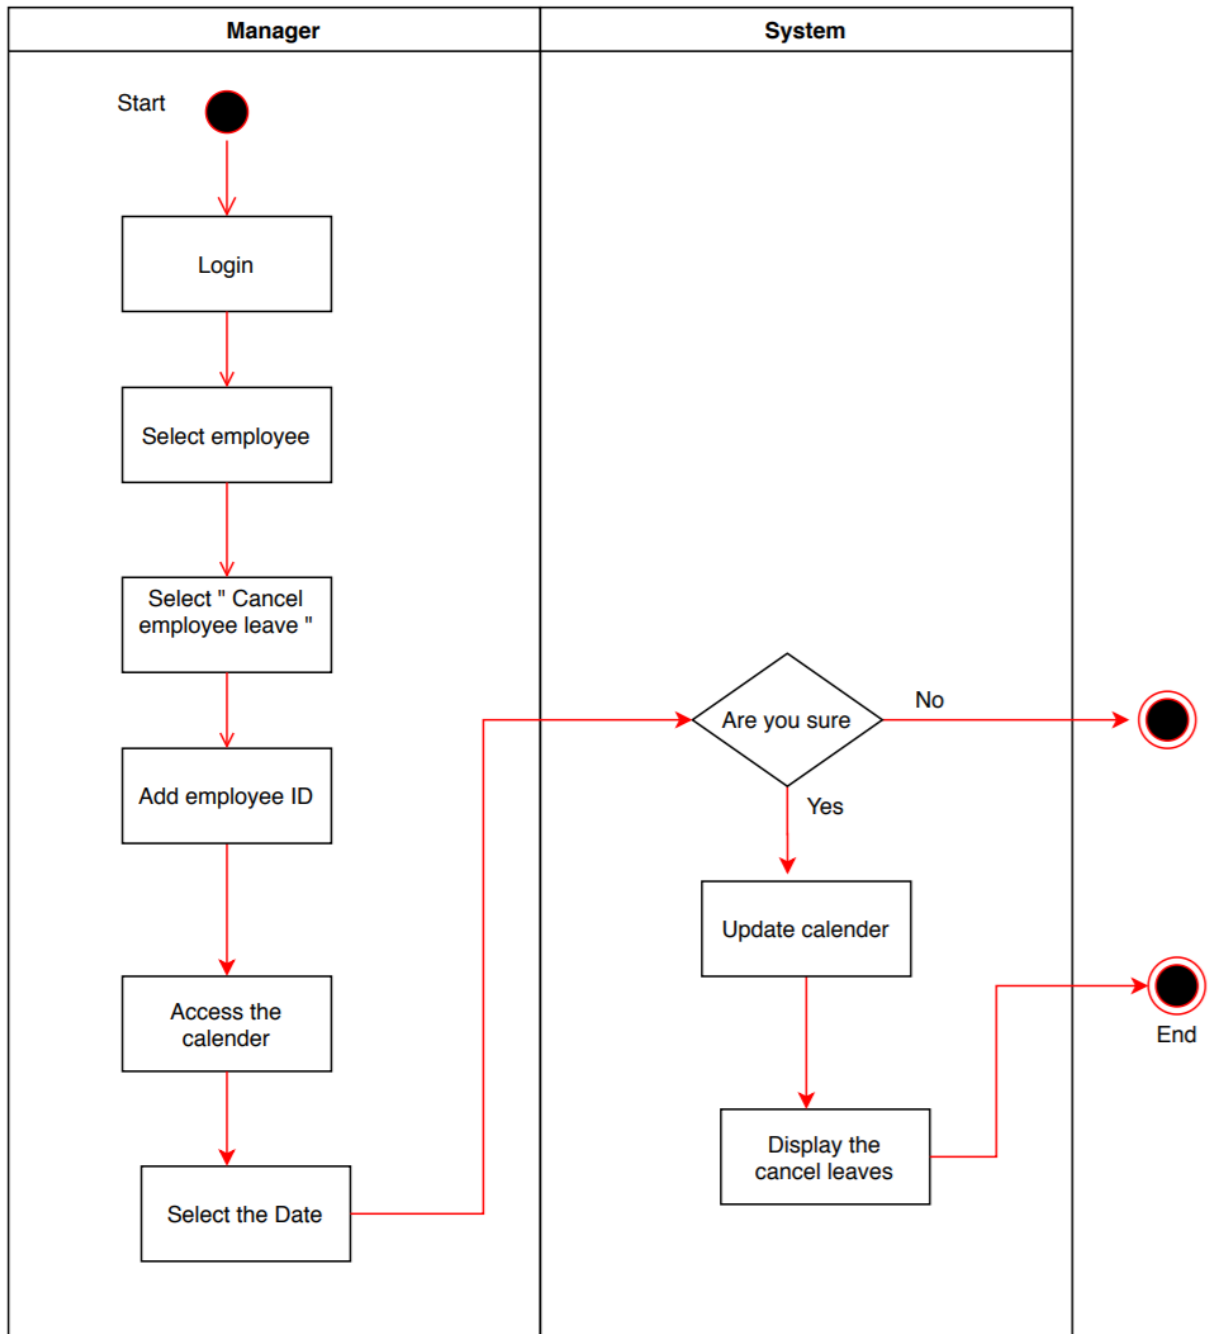 Manager
System
Start
Login
Select employee
Select " Cancel
employee leave "
Add employee ID
Access the
calender
Select the Date
Are you sure
No
Yes
Update calender
Display the
cancel leaves
End